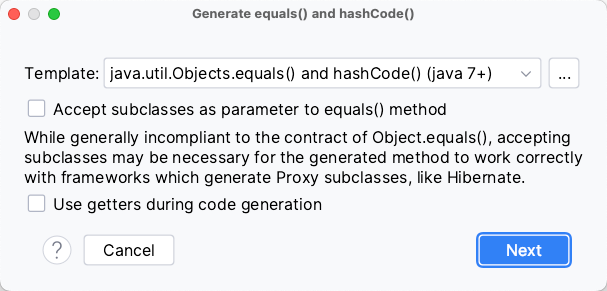 Generate equals() and hashCode()
Template: java.util.Objects.equals() and hashCode() (java 7+) ...
Accept subclasses as parameter to equals() method
While generally incompliant to the contract of Object.equals(), accepting
subclasses may be necessary for the generated method to work correctly
with frameworks which generate Proxy subclasses, like Hibernate.
Use getters during code generation
? Cancel Next